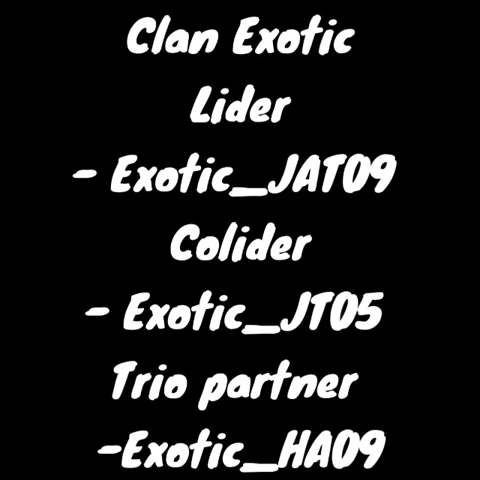 Clan Exotic
Lider
- Exotic_JAT09
Colider
- Exotic_JT05
Trio partner
-Exotic_HA09